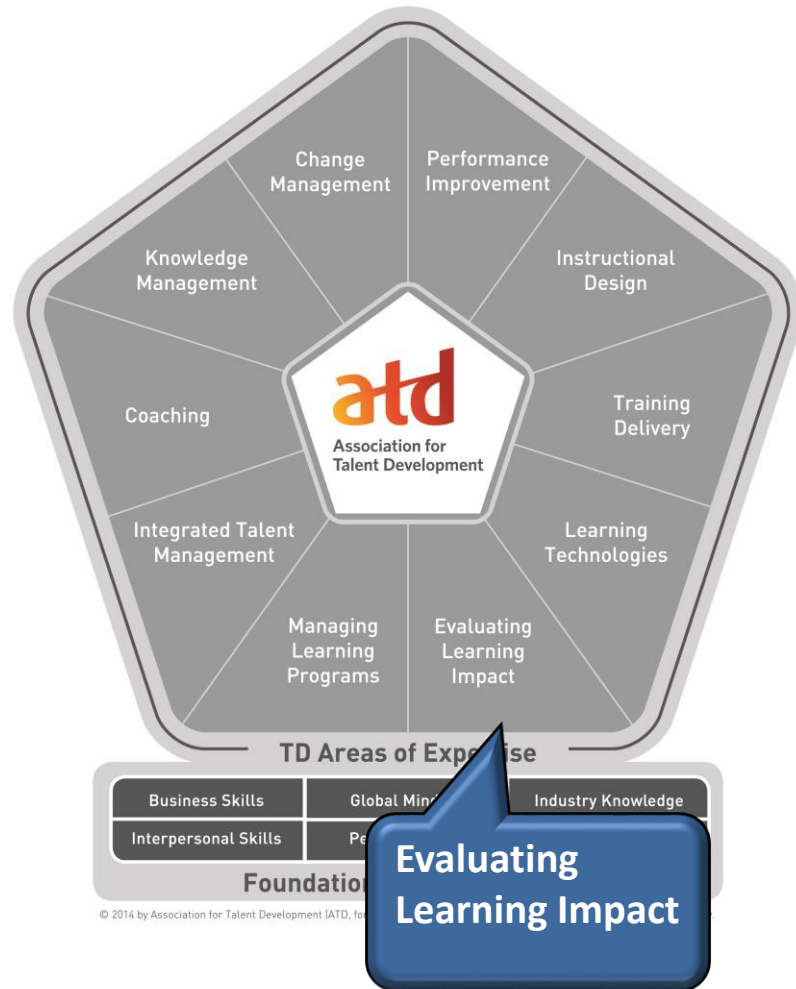 Change
Management
Performance
Improvement
Knowledge
Management
Instructional
Design
Coaching
atd
Association for
Talent Development
Training
Delivery
Integrated Talent
Management
Learning
Technologies
Managing
Learning
Programs
Evaluating
Learning
Impact
TD Areas of Expertise
Business Skills
Global Mind
Industry Knowledge
Interpersonal Skills
Pe
Foundation
Evaluating
Learning Impact
© 2014 by Association for Talent Development (ATD, for